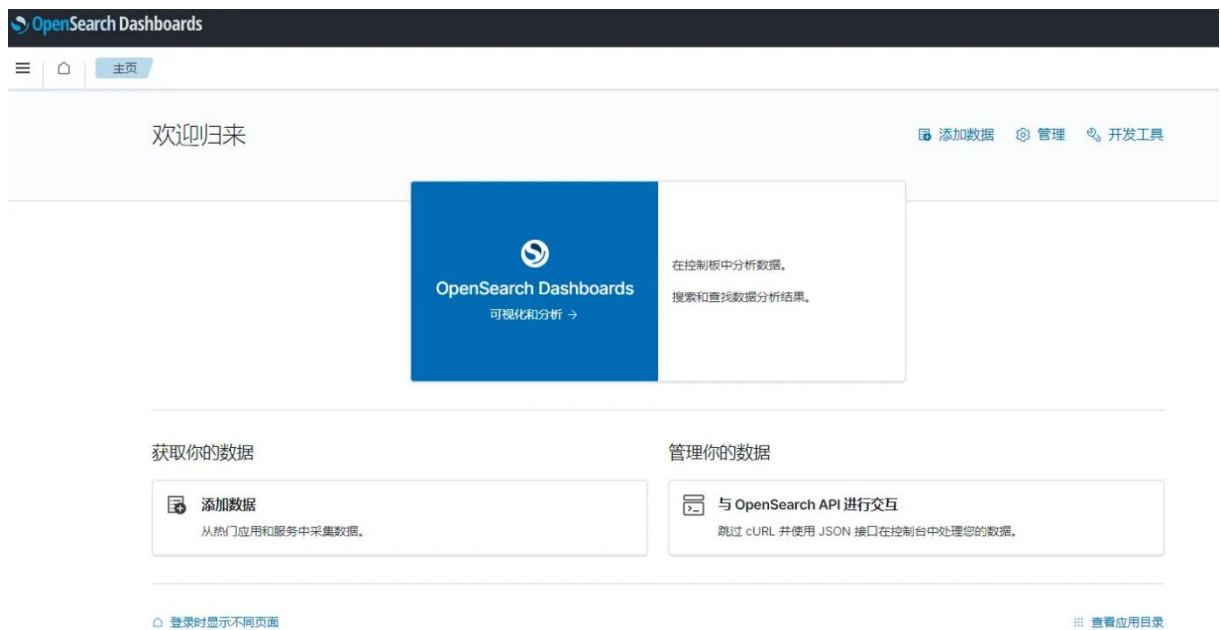 OpenSearch Dashboards
主页
欢迎归来
添加数据 管理 开发工具
OpenSearch Dashboards
可视化和分析 →
在控制板中分析数据。
搜索和查找数据分析结果。
获取你的数据
添加数据
从热门应用和服务中采集数据。
管理你的数据
与 OpenSearch API 进行交互
跳过 cURL 并使用 JSON 接口在控制台中处理您的数据。
登录时显示不同页面
查看应用目录